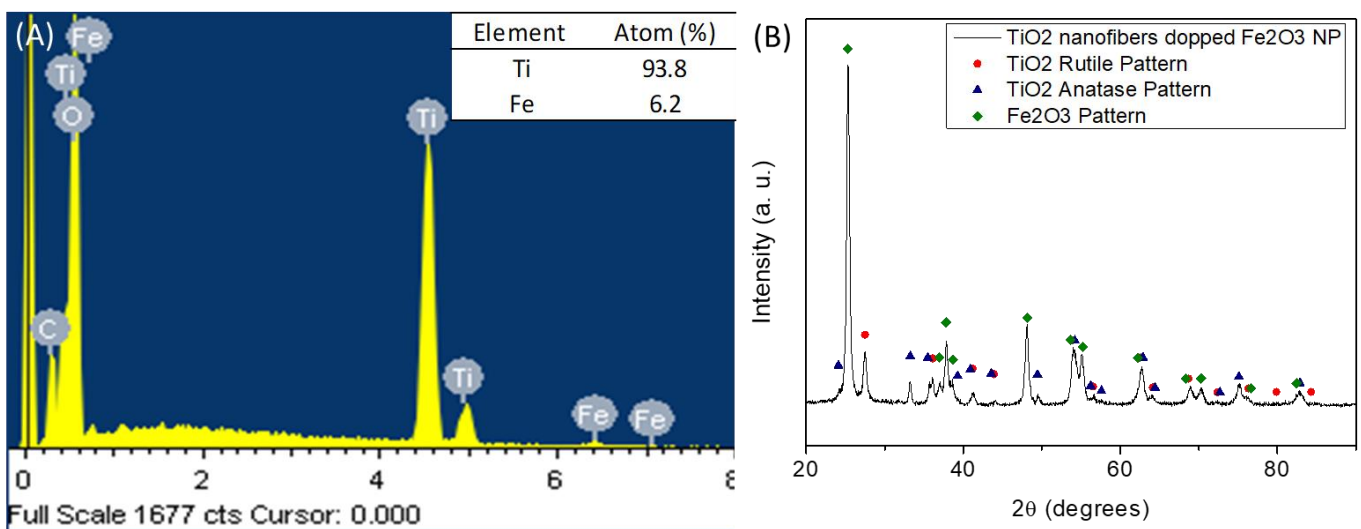 (A)
Fe
Ti
O
C
Ti
Ti
Fe
Fe
Element Atom (%)
Ti 93.8
Fe 6.2
0 2 4 6 8
Full Scale 1677 cts Cursor: 0.000
(B)
TiO2 nanofibers dopped Fe2O3 NP
TiO2 Rutile Pattern
TiO2 Anatase Pattern
Fe2O3 Pattern
Intensity (a. u.)
20 40 60 80
2θ (degrees)